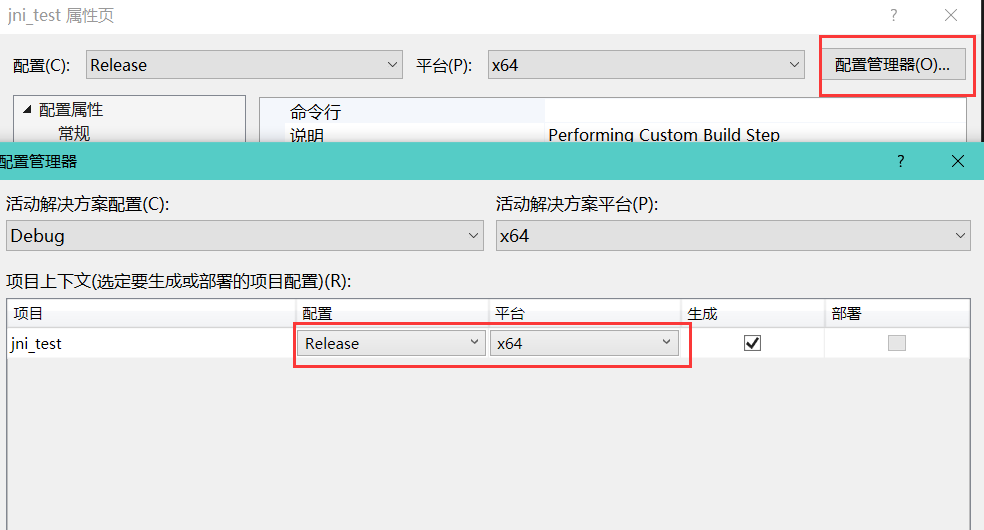 jni_test 属性页
配置(C): Release 平台(P): x64 配置管理器(O)...
配置属性 命令行
常规 说明 Performing Custom Build Step
配置管理器
活动解决方案配置(C): 活动解决方案平台(P):
Debug x64
项目上下文(选定要生成或部署的项目配置)(R):
项目 配置 平台 生成 部署
jni_test Release x64